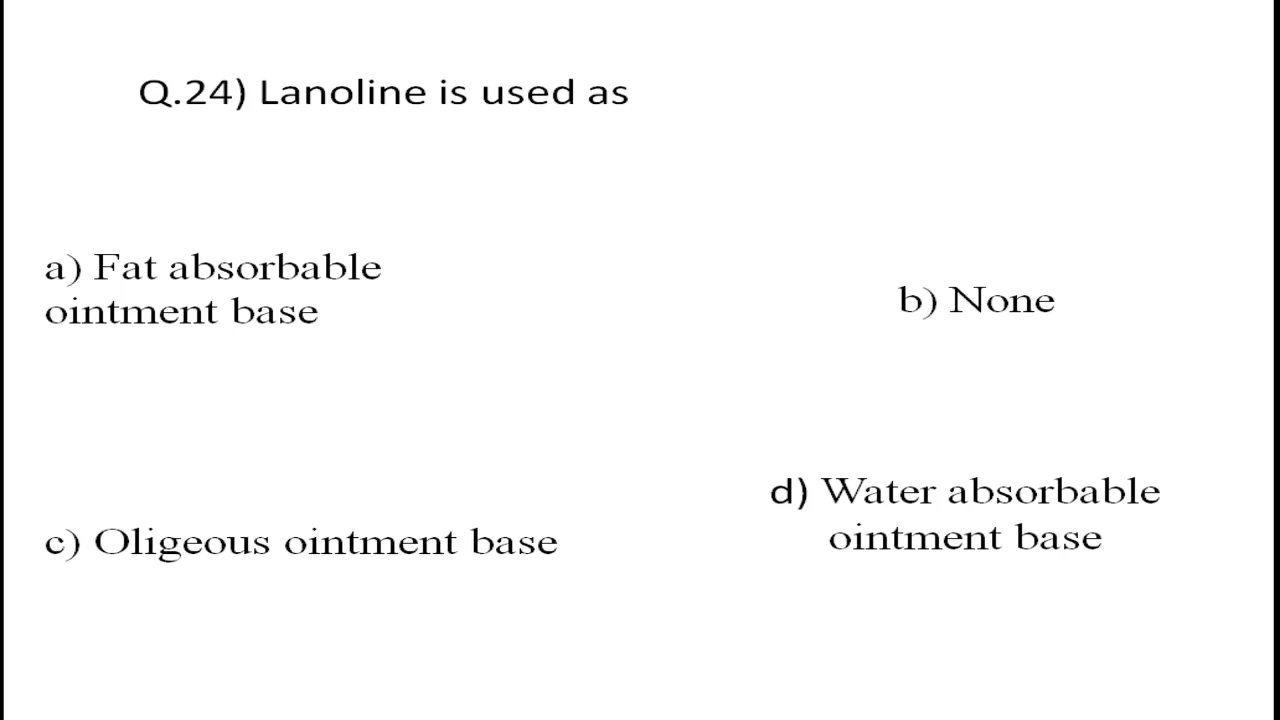 Q.24) Lanoline is used as
a) Fat absorbable
ointment base
b) None
c) Oligeous ointment base
d) Water absorbable
ointment base